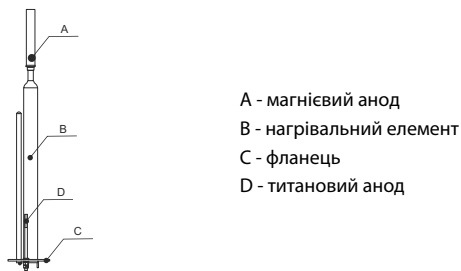 A
B
D
C
A - магнієвий анод
B - нагрівальний елемент
C - фланець
D - титановий анод